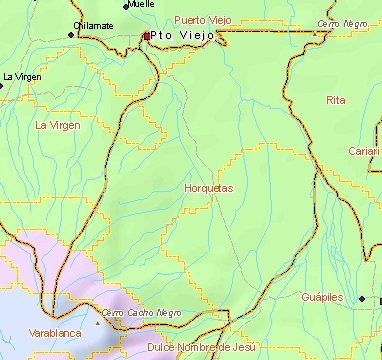 Muelle
Puerto Viejo
Chilamate
Pto Viejo
Cerro Negro
La Virgen
Rita
La Virgen
Cariari
Horquetas
Guápiles
Cerro Cacho Negro
Varablanca
Dulce Nombre de Jesú